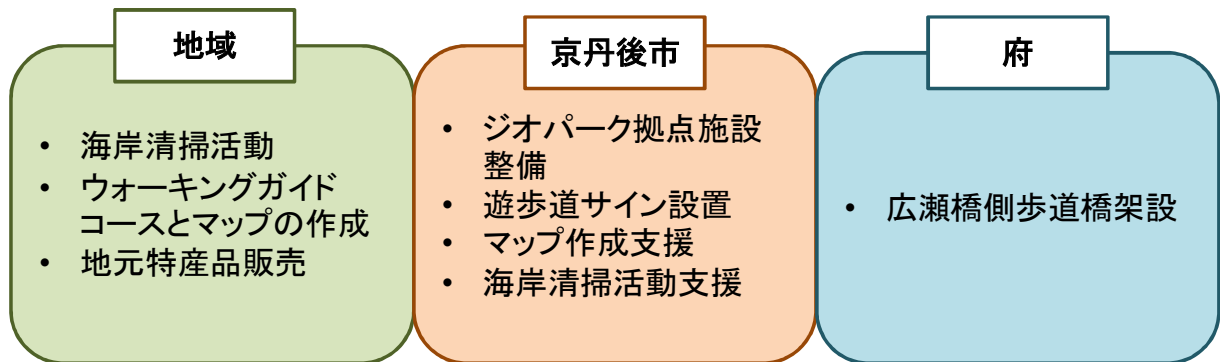 地域
• 海岸清掃活動
• ウォーキングガイド
コースとマップの作成
• 地元特産品販売
京丹後市
• ジオパーク拠点施設
整備
• 遊歩道サイン設置
• マップ作成支援
• 海岸清掃活動支援
府
• 広瀬橋側歩道橋架設